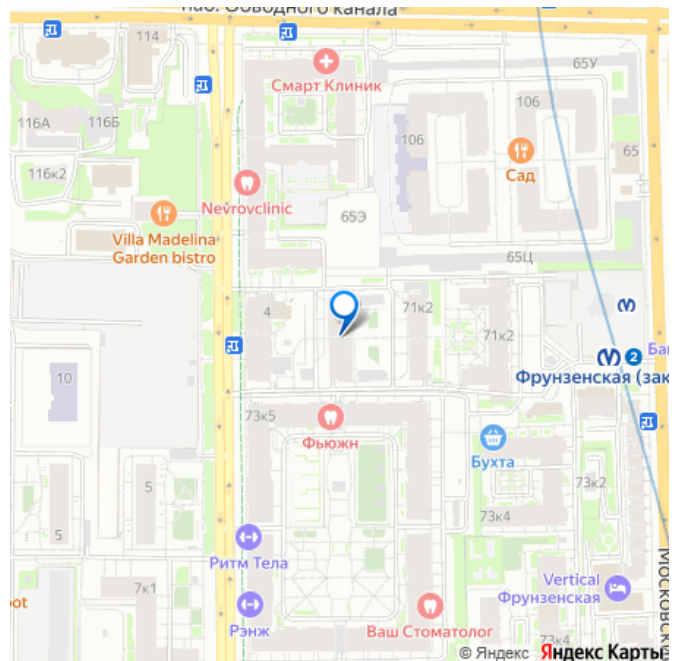 наб. Обводного канала
114
65У
Смарт Клиник
116А
116Б
106
106
65
116к2
Сад
Nevrovclinic
65Э
Villa Madelina
Garden bistro
65Ц
4
71к2
71к2
2
Фрунзенская (зак
10
73к5
Фьюжн
Бухта
5
73к2
5
73к4
Ритм Тела
7к1
Vertical
Фрунзенская
Московский
Рэнж
Ваш Стоматолог
73к4
© Яндекс Яндекс Карты